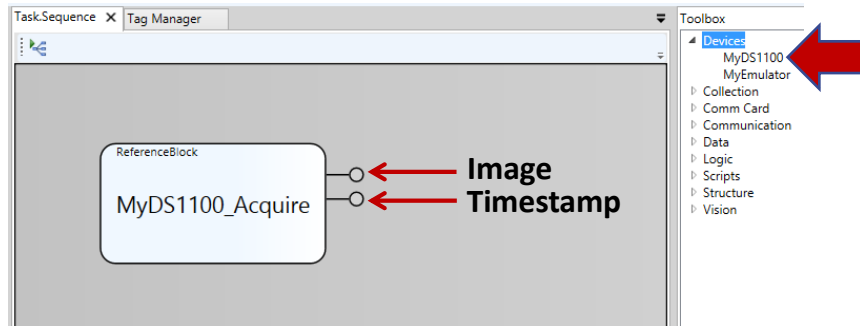 Task.Sequence X Tag Manager
Toolbox
Devices
MyDS1100
MyEmulator
Collection
Comm Card
Communication
Data
Logic
Scripts
Structure
Vision
ReferenceBlock
MyDS1100_Acquire
Image
Timestamp